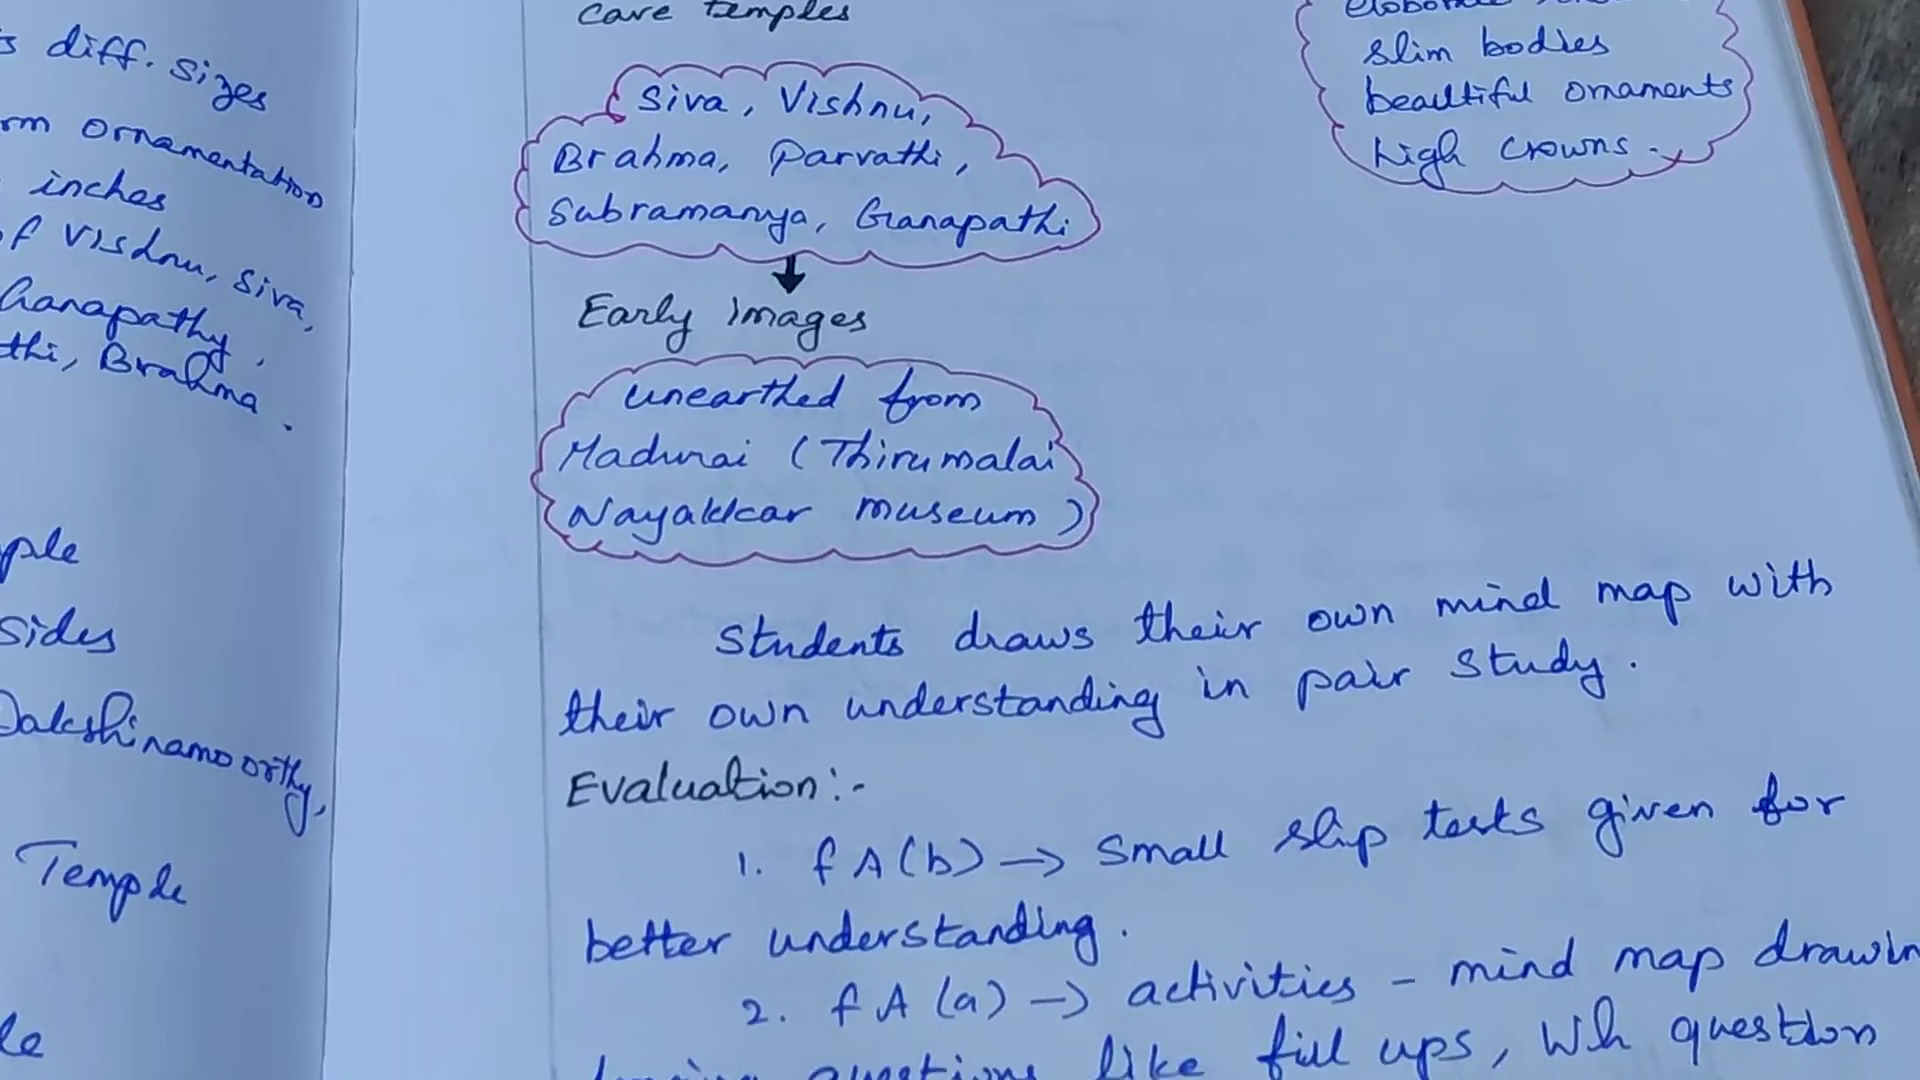 s diff. sizes
rm ornamentation
inches
of Vishnu, Siva,
Ganapathy,
thi, Brahma.
ple
sides
Dakshinamoorthy,
Temple
le
cave temples
Siva, Vishnu,
Brahma, Parvathi,
Subramanya, Ganapathi
Early Images
unearthed from
Madurai (Thirumalai
Nayakkar museum)
slim bodies
beautiful ornaments
high crowns.
Students draws their own mind map with
their own understanding in pair study.
Evaluation:-
1. fA(b) → Small slip tests given for
better understanding.
2. fA(a) → activities - mind map drawin
questions like fill ups, Wh question